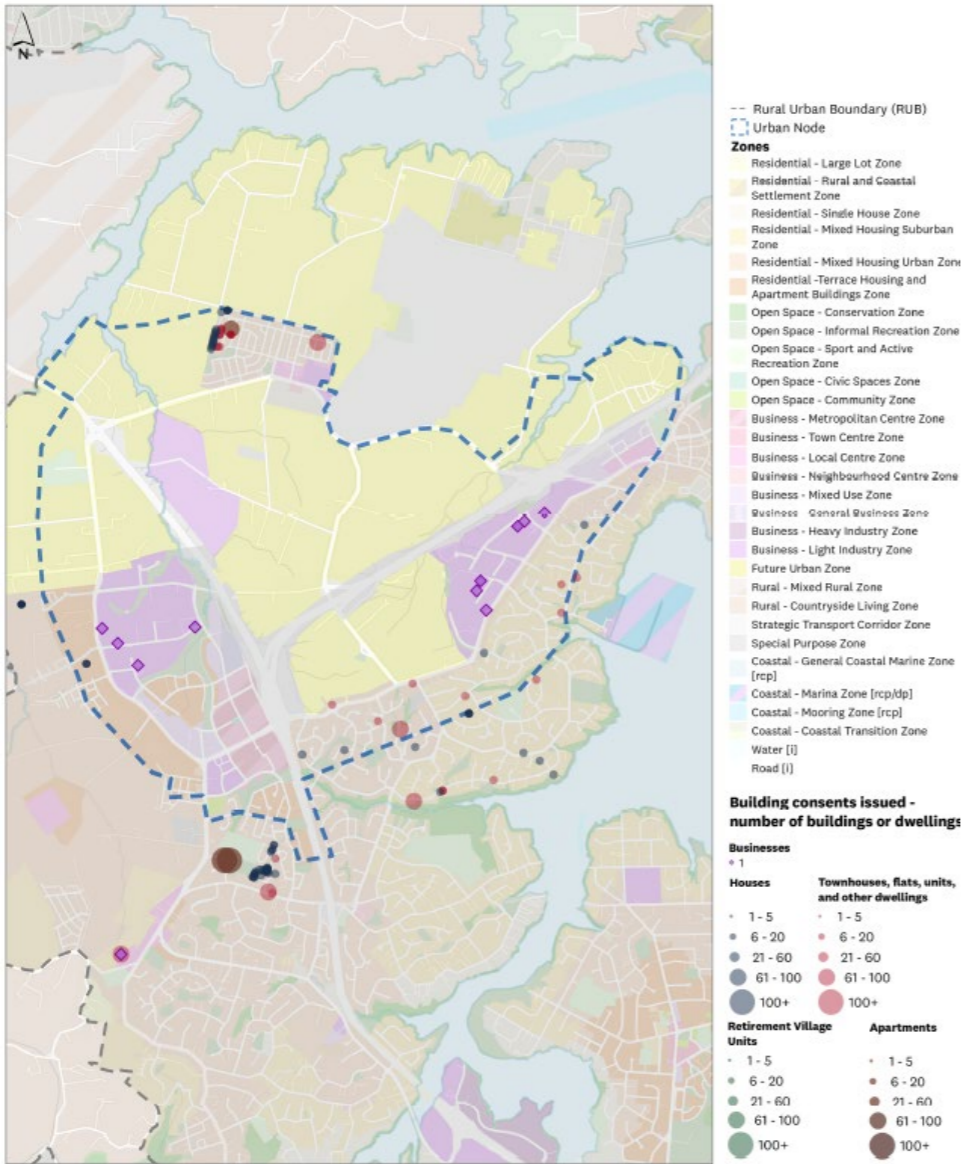 N
Rural Urban Boundary (RUB)
Urban Node
Zones
Residential - Large Lot Zone
Residential - Rural and Coastal
Settlement Zone
Residential - Single House Zone
Residential - Mixed Housing Suburban
Zone
Residential - Mixed Housing Urban Zone
Residential -Terrace Housing and
Apartment Buildings Zone
Open Space - Conservation Zone
Open Space - Informal Recreation Zone
Open Space - Sport and Active
Recreation Zone
Open Space - Civic Spaces Zone
Open Space - Community Zone
Business - Metropolitan Centre Zone
Business - Town Centre Zone
Business - Local Centre Zone
Business - Neighbourhood Centre Zone
Business - Mixed Use Zone
Business - General Business Zone
Business - Heavy Industry Zone
Business - Light Industry Zone
Future Urban Zone
Rural - Mixed Rural Zone
Rural - Countryside Living Zone
Strategic Transport Corridor Zone
Special Purpose Zone
Coastal - General Coastal Marine Zone
[rcp]
Coastal - Marina Zone [rcp/dp]
Coastal - Mooring Zone [rcp]
Coastal - Coastal Transition Zone
Water [i]
Road [i]
Building consents issued -
number of buildings or dwellings
Businesses
1
Houses
1 - 5
6 - 20
21 - 60
61 - 100
100+
Townhouses, flats, units,
and other dwellings
1 - 5
6 - 20
21 - 60
61 - 100
100+
Retirement Village
Units
1 - 5
6 - 20
21 - 60
61 - 100
100+
Apartments
1 - 5
6 - 20
21 - 60
61 - 100
100+